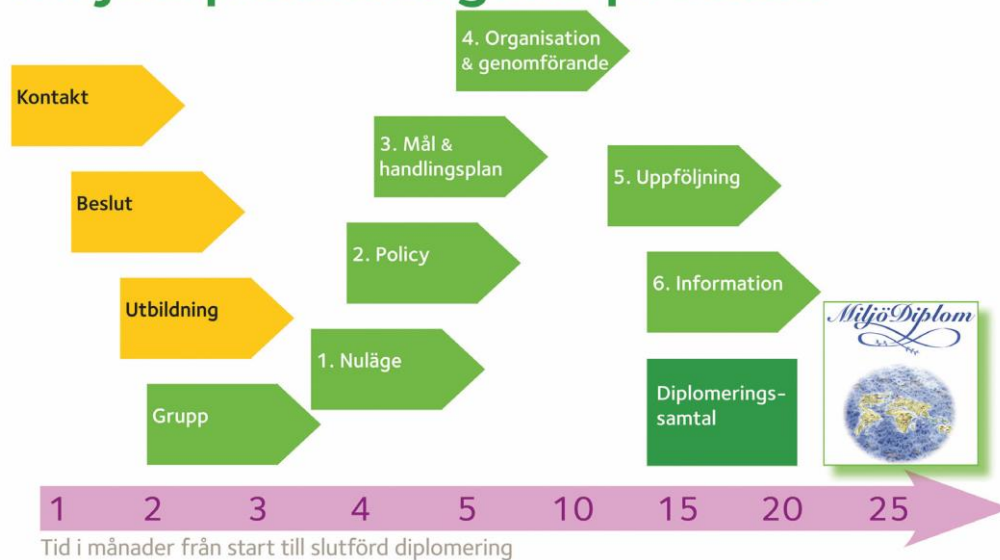 Kontakt
Beslut
Utbildning
Grupp
1. Nuläge
2. Policy
3. Mål &
handlingsplan
4. Organisation
& genomförande
5. Uppföljning
6. Information
Diplomerings-
samtal
MiljöDiplom
1 2 3 4 5 10 15 20 25
Tid i månader från start till slutförd diplomering